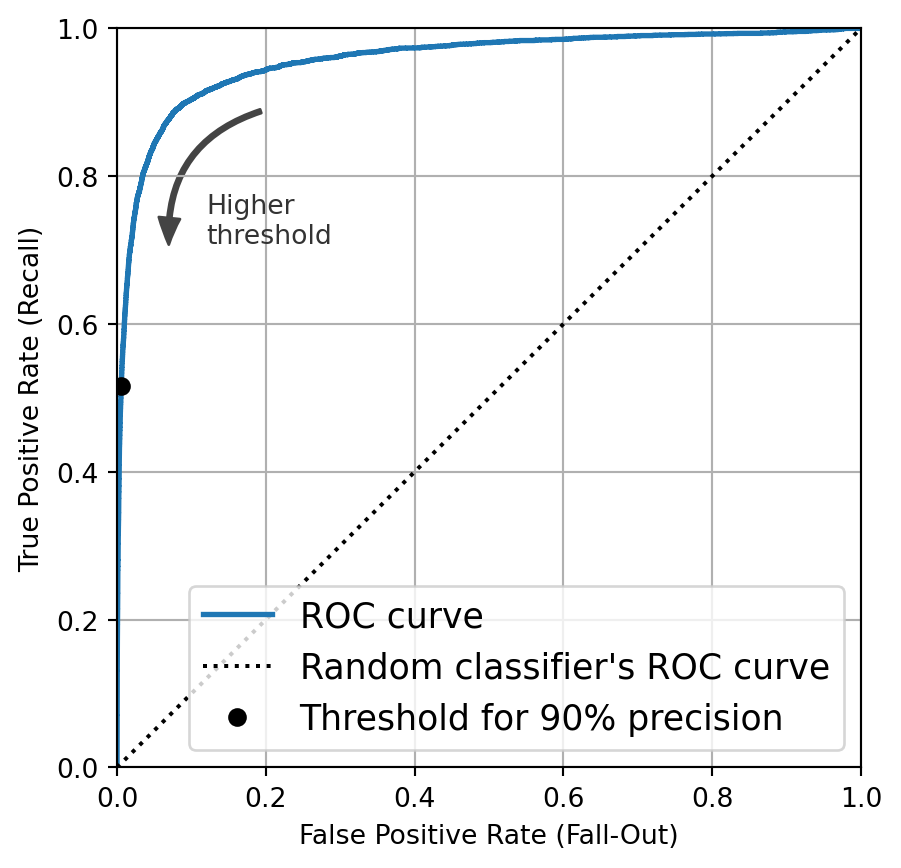 1.0
0.8
0.6
0.4
0.2
0.0
True Positive Rate (Recall)
Higher
threshold
ROC curve
Random classifier's ROC curve
Threshold for 90% precision
0.0 0.2 0.4 0.6 0.8 1.0
False Positive Rate (Fall-Out)